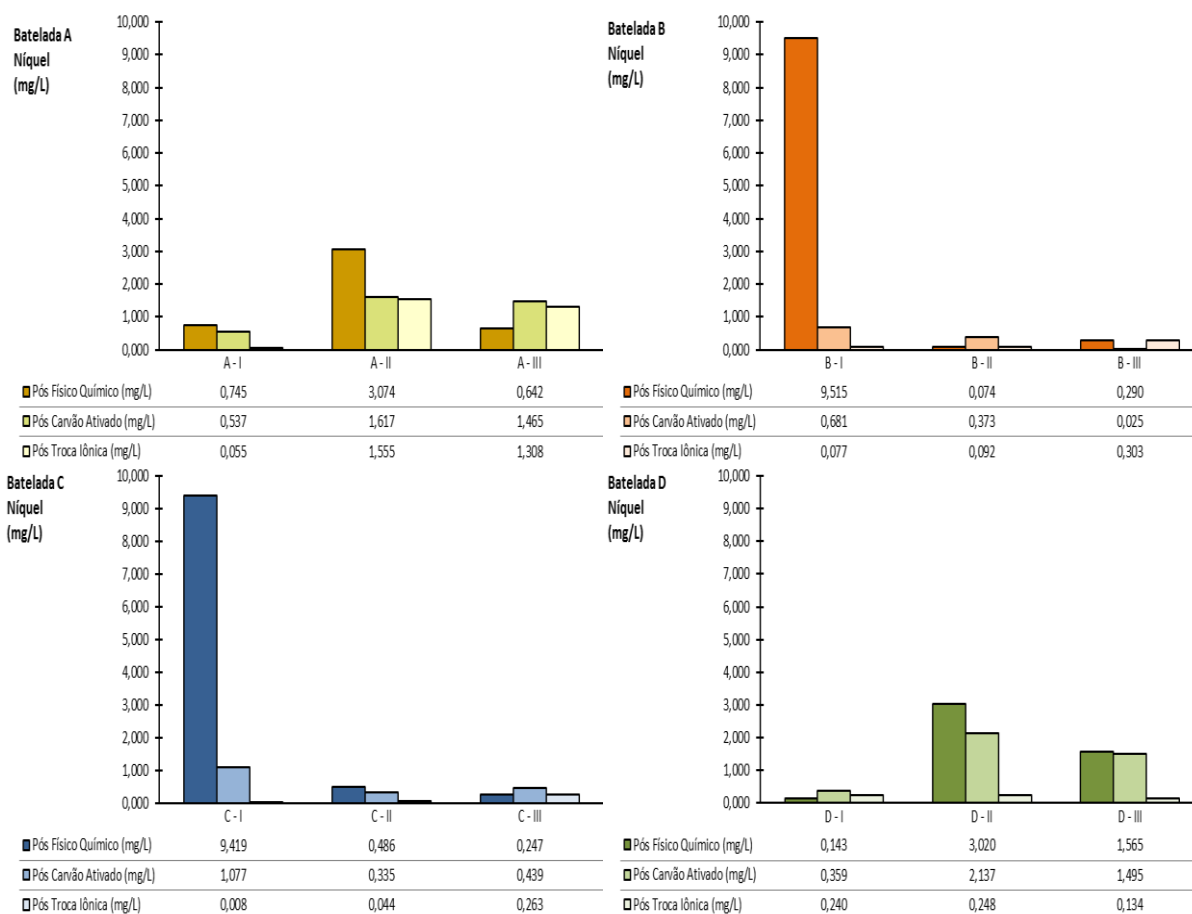 Batelada A
Níquel
(mg/L)
10,000
9,000
8,000
7,000
6,000
5,000
4,000
3,000
2,000
1,000
0,000
A - I A - II A - III
Pós Físico Químico (mg/L) 0,745 3,074 0,642
Pós Carvão Ativado (mg/L) 0,537 1,617 1,465
Pós Troca Iônica (mg/L) 0,055 1,555 1,308
Batelada B
Níquel
(mg/L)
10,000
9,000
8,000
7,000
6,000
5,000
4,000
3,000
2,000
1,000
0,000
B - I B - II B - III
Pós Físico Químico (mg/L) 9,515 0,074 0,290
Pós Carvão Ativado (mg/L) 0,681 0,373 0,025
Pós Troca Iônica (mg/L) 0,077 0,092 0,303
Batelada C
Níquel
(mg/L)
10,000
9,000
8,000
7,000
6,000
5,000
4,000
3,000
2,000
1,000
0,000
C - I C - II C - III
Pós Físico Químico (mg/L) 9,419 0,486 0,247
Pós Carvão Ativado (mg/L) 1,077 0,335 0,439
Pós Troca Iônica (mg/L) 0,008 0,044 0,263
Batelada D
Níquel
(mg/L)
10,000
9,000
8,000
7,000
6,000
5,000
4,000
3,000
2,000
1,000
0,000
D - I D - II D - III
Pós Físico Químico (mg/L) 0,143 3,020 1,565
Pós Carvão Ativado (mg/L) 0,359 2,137 1,495
Pós Troca Iônica (mg/L) 0,240 0,248 0,134